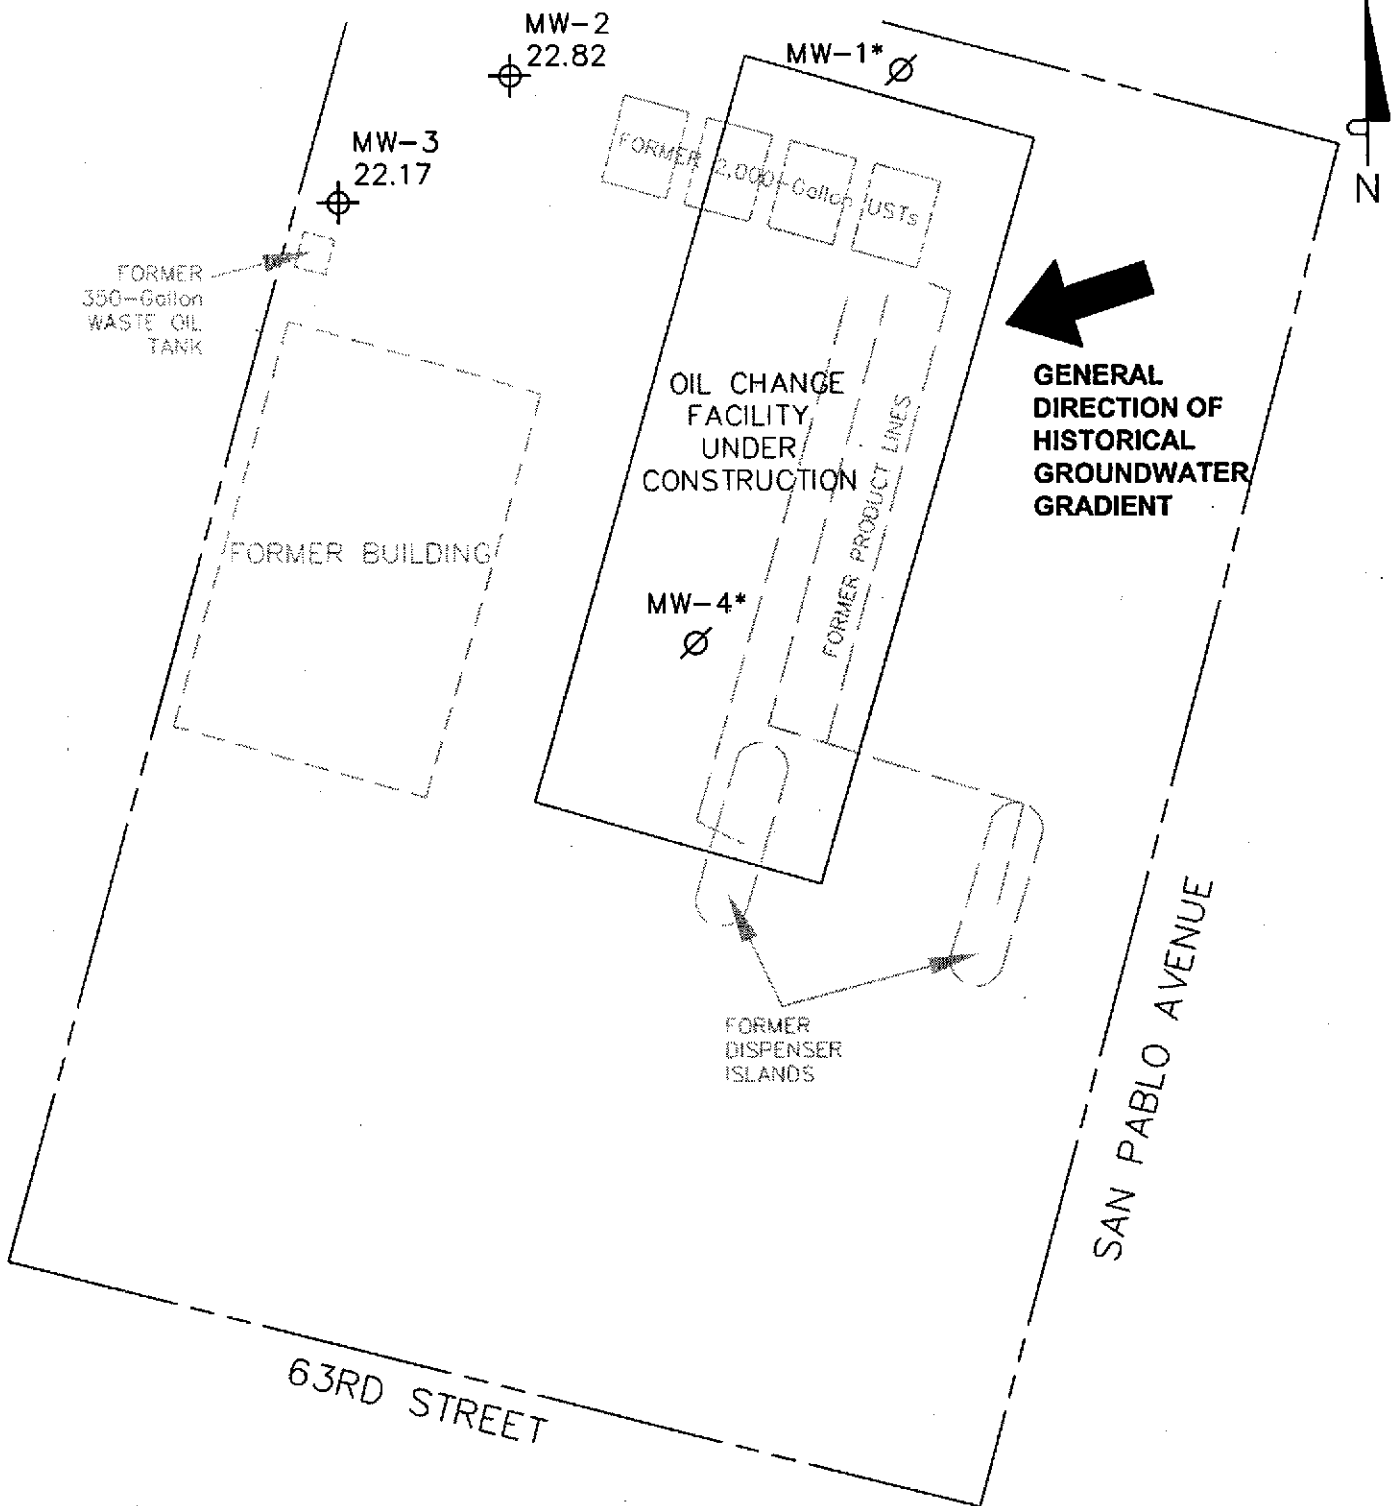 MW-2
22.82
MW-1*
N
MW-3
22.17
FORMER 2,000-Gallon USTs
FORMER
350-Gallon
WASTE OIL
TANK
OIL CHANGE
FACILITY
UNDER
CONSTRUCTION
GENERAL
DIRECTION OF
HISTORICAL
GROUNDWATER
GRADIENT
FORMER PRODUCT LINES
FORMER BUILDING
MW-4*
FORMER
DISPENSER
ISLANDS
SAN PABLO AVENUE
63RD STREET